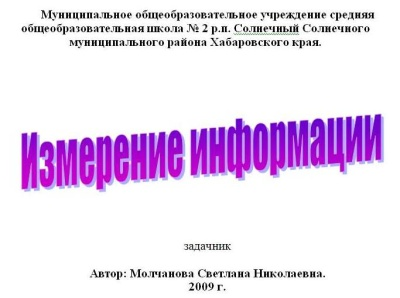 Муниципальное общеобразовательное учреждение средняя
общеобразовательная школа № 2 р.п. Солнечный Солнечного
муниципального района Хабаровского края.
Измерение информации
задачник
Автор: Молчанова Светлана Николаевна.
2009 г.